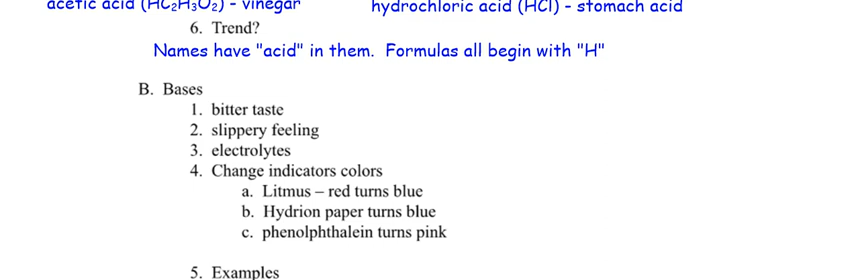 acetic acid (HC₂H₃O₂) - vinegar hydrochloric acid (HCl) - stomach acid
6. Trend?
Names have "acid" in them. Formulas all begin with "H"
B. Bases
1. bitter taste
2. slippery feeling
3. electrolytes
4. Change indicators colors
a. Litmus – red turns blue
b. Hydrion paper turns blue
c. phenolphthalein turns pink
5. Examples